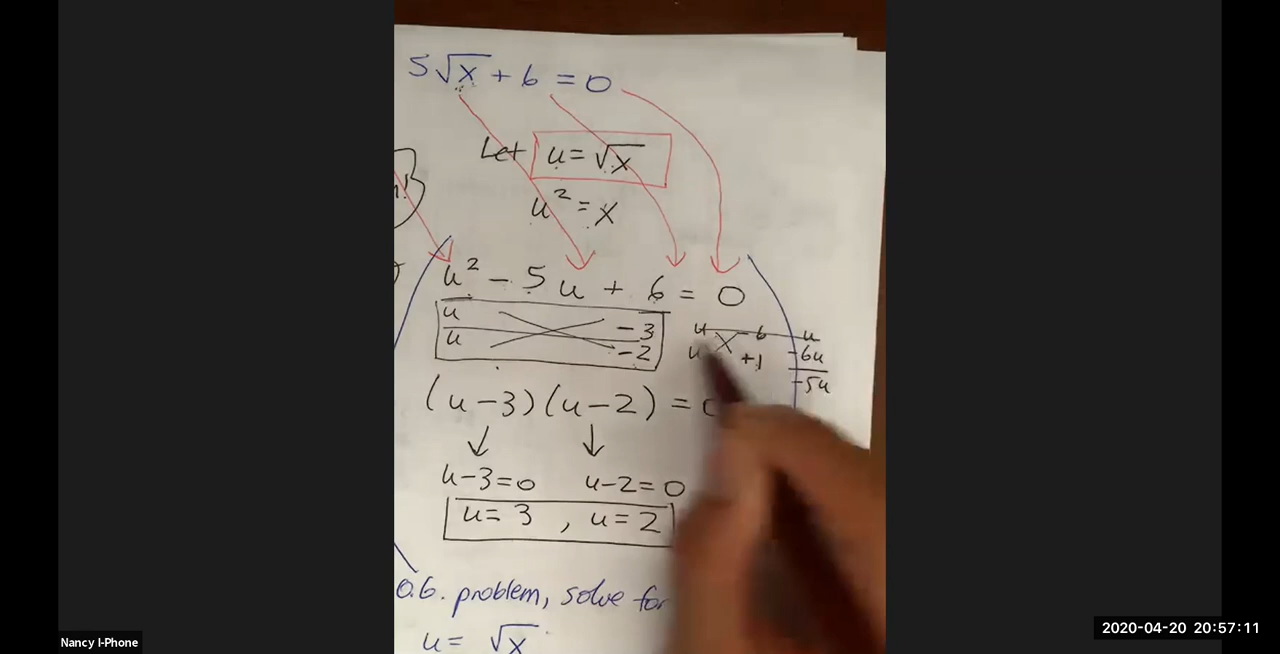 5√x + 6 = 0
Let u = √x
u² = x
u² - 5u + 6 = 0
u -3
u -2
u -6 u
u +1 -6u
-5u
(u-3)(u-2) =
u-3=0 u-2=0
u= 3 , u=2
O.G. problem, solve for
u= √x
Nancy I-Phone
2020-04-20 20:57:11